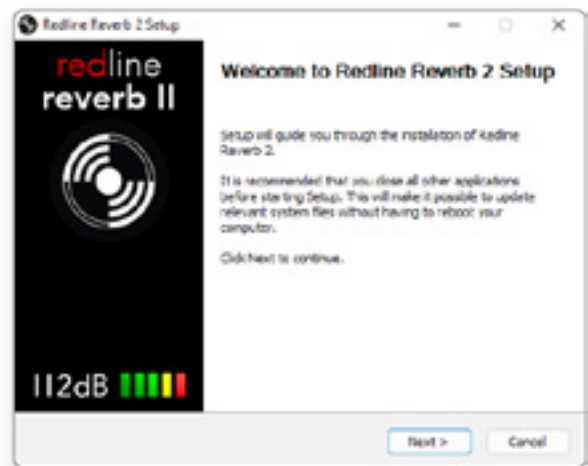 Redline Reverb 2 Setup
redline
reverb II
Welcome to Redline Reverb 2 Setup
Setup will guide you through the installation of Redline
Reverb 2.
It is recommended that you close all other applications
before starting Setup. This will make it possible to update
relevant system files without having to reboot your
computer.
Click Next to continue.
112dB
Next >
Cancel